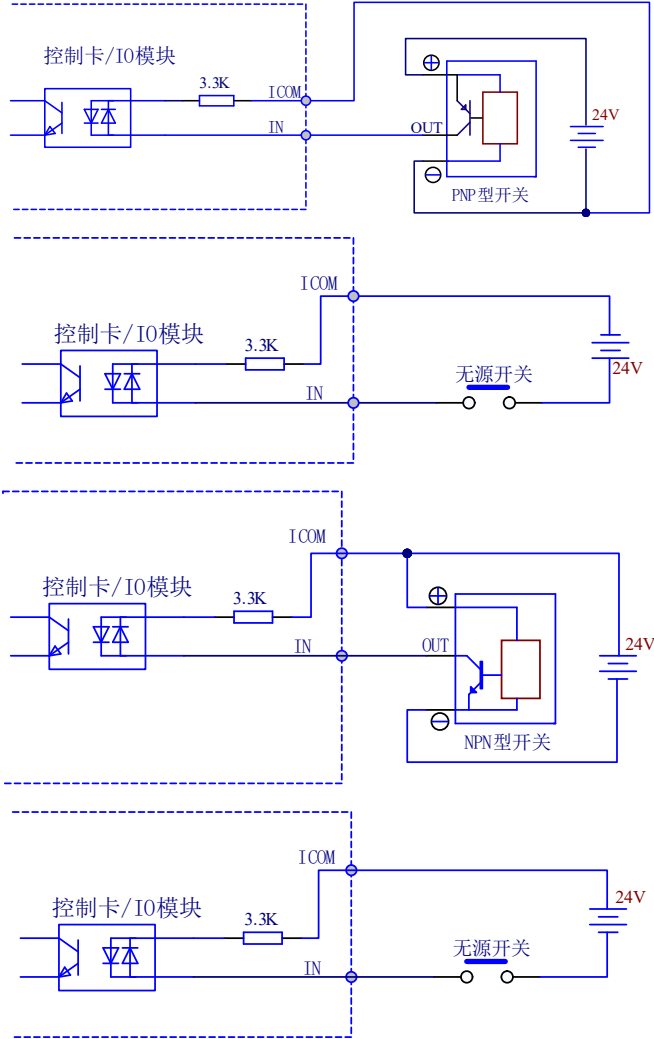 控制卡/IO模块
3.3K
ICOM
IN
OUT
24V
PNP型开关
ICOM
控制卡/IO模块
3.3K
IN
无源开关
24V
ICOM
控制卡/IO模块
3.3K
IN
OUT
24V
NPN型开关
ICOM
控制卡/IO模块
3.3K
IN
无源开关
24V